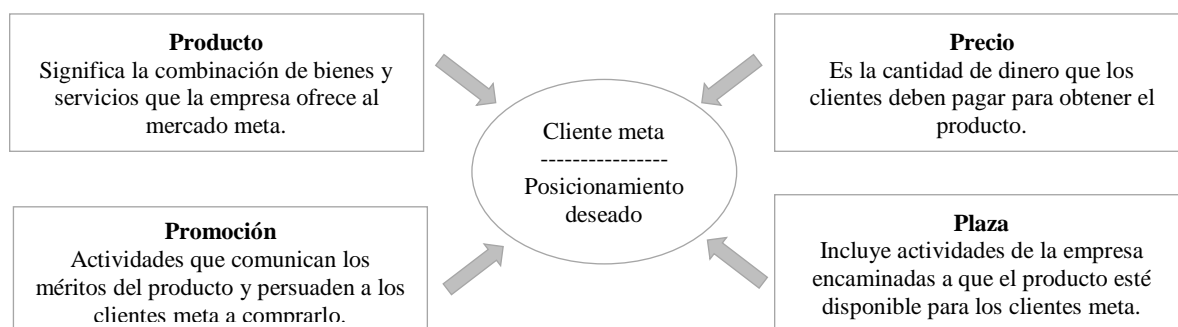 Producto
Significa la combinación de bienes y
servicios que la empresa ofrece al
mercado meta.
Precio
Es la cantidad de dinero que los
clientes deben pagar para obtener el
producto.
Cliente meta
----------------
Posicionamiento
deseado
Promoción
Actividades que comunican los
méritos del producto y persuaden a los
clientes meta a comprarlo.
Plaza
Incluye actividades de la empresa
encaminadas a que el producto esté
disponible para los clientes meta.